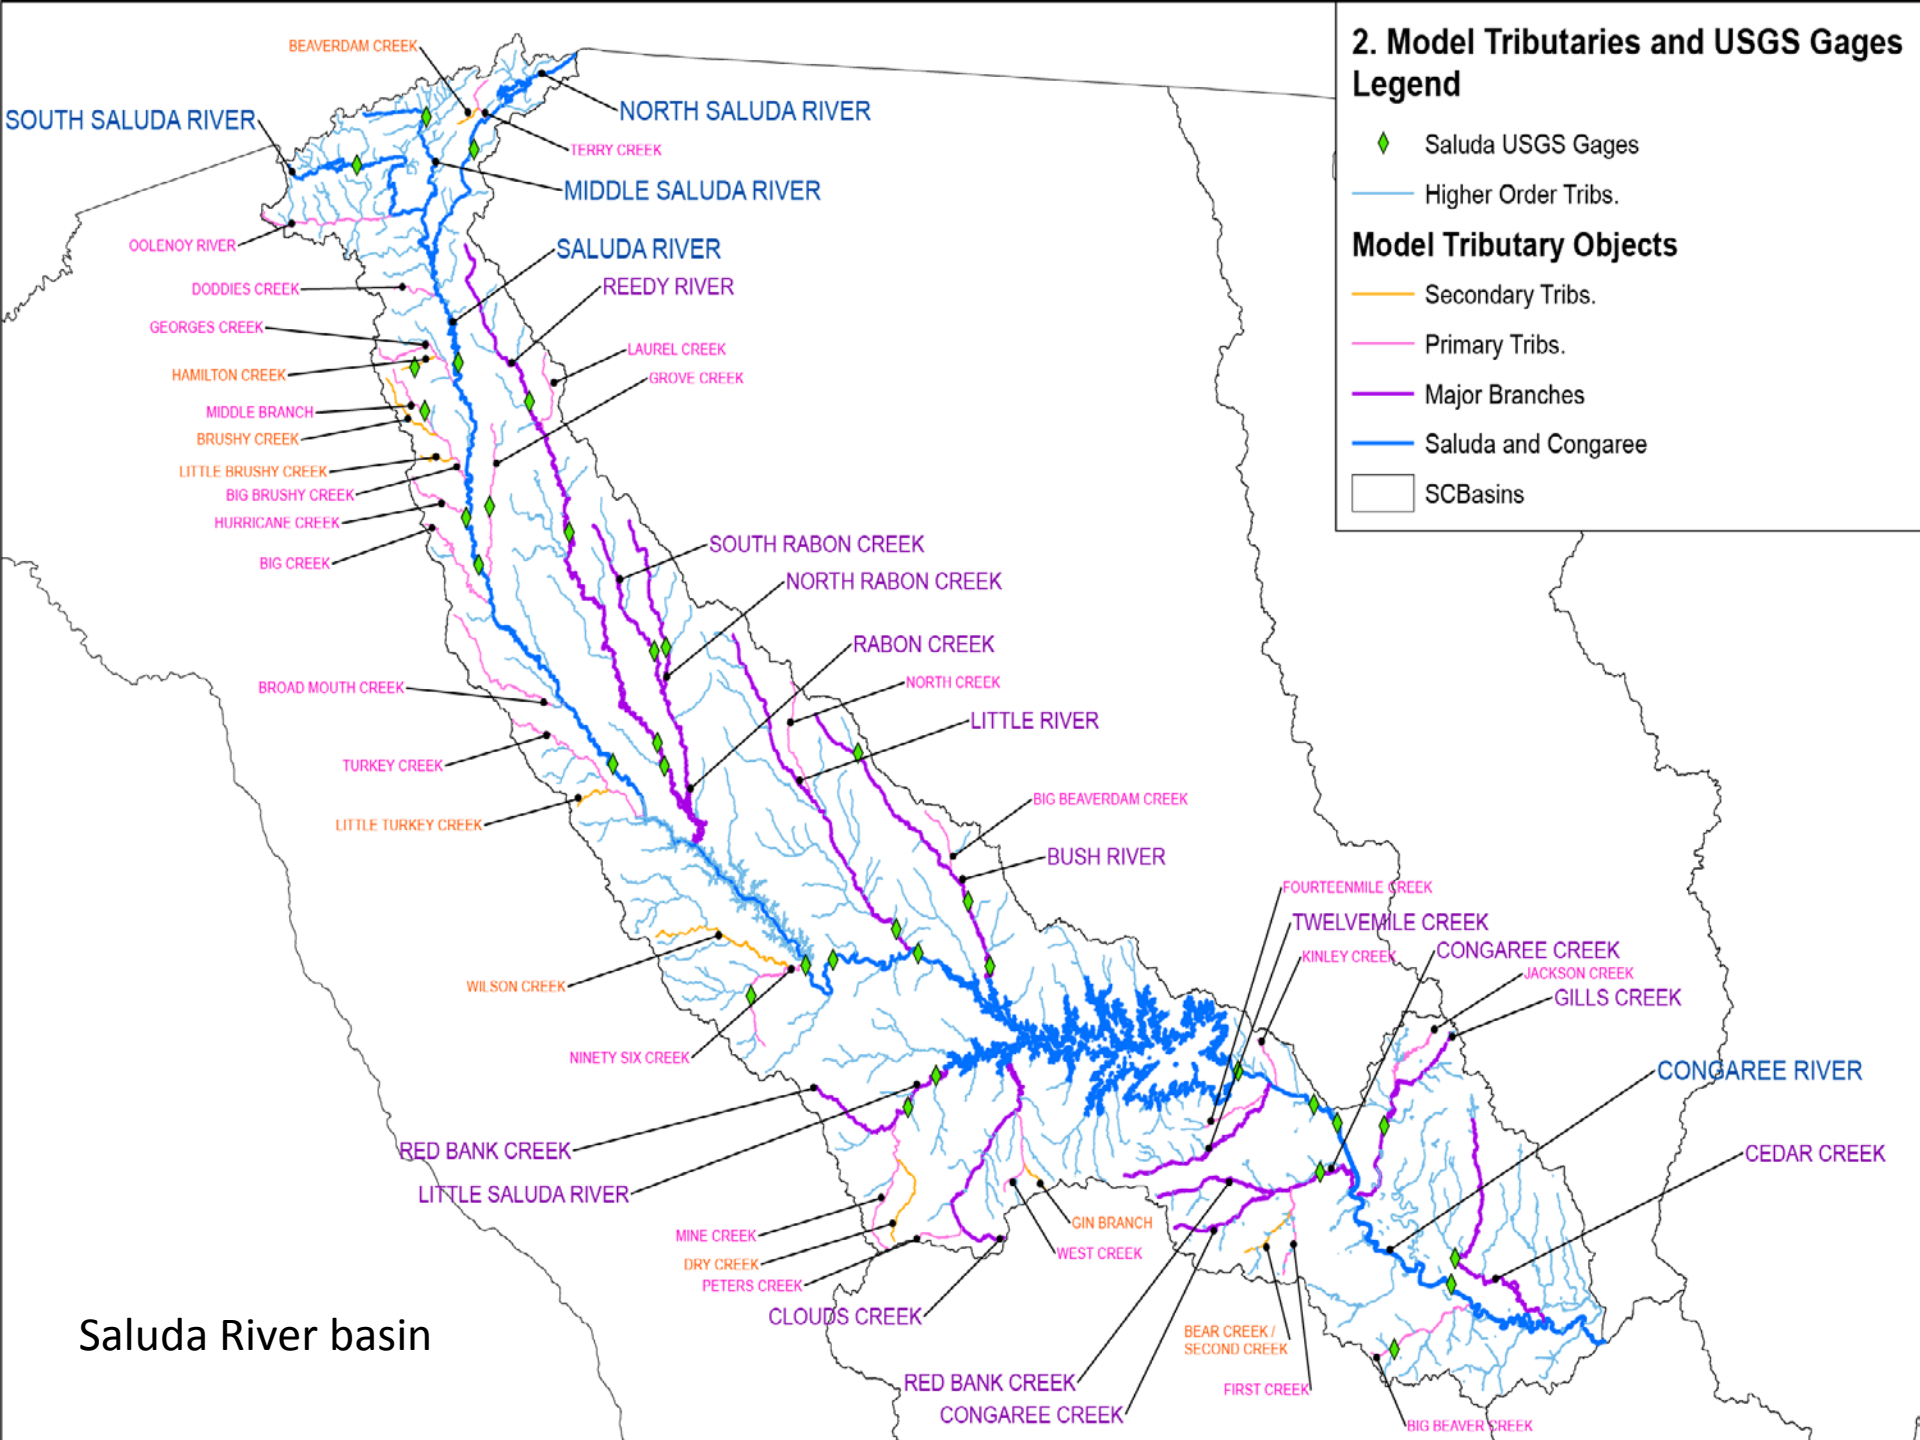 2. Model Tributaries and USGS Gages
Legend
Saluda USGS Gages
Higher Order Tribs.
Model Tributary Objects
Secondary Tribs.
Primary Tribs.
Major Branches
Saluda and Congaree
SCBasins
BEAVERDAM CREEK
SOUTH SALUDA RIVER
NORTH SALUDA RIVER
TERRY CREEK
MIDDLE SALUDA RIVER
OOLENOY RIVER
SALUDA RIVER
DODDIES CREEK
REEDY RIVER
GEORGES CREEK
LAUREL CREEK
HAMILTON CREEK
GROVE CREEK
MIDDLE BRANCH
BRUSHY CREEK
LITTLE BRUSHY CREEK
BIG BRUSHY CREEK
HURRICANE CREEK
SOUTH RABON CREEK
BIG CREEK
NORTH RABON CREEK
RABON CREEK
BROAD MOUTH CREEK
NORTH CREEK
LITTLE RIVER
TURKEY CREEK
BIG BEAVERDAM CREEK
LITTLE TURKEY CREEK
BUSH RIVER
FOURTEENMILE CREEK
TWELVEMILE CREEK
CONGAREE CREEK
KINLEY CREEK
JACKSON CREEK
WILSON CREEK
GILLS CREEK
NINETY SIX CREEK
CONGAREE RIVER
RED BANK CREEK
CEDAR CREEK
LITTLE SALUDA RIVER
GIN BRANCH
MINE CREEK
WEST CREEK
DRY CREEK
PETERS CREEK
CLOUDS CREEK
BEAR CREEK /
SECOND CREEK
Saluda River basin
RED BANK CREEK
FIRST CREEK
CONGAREE CREEK
BIG BEAVER CREEK